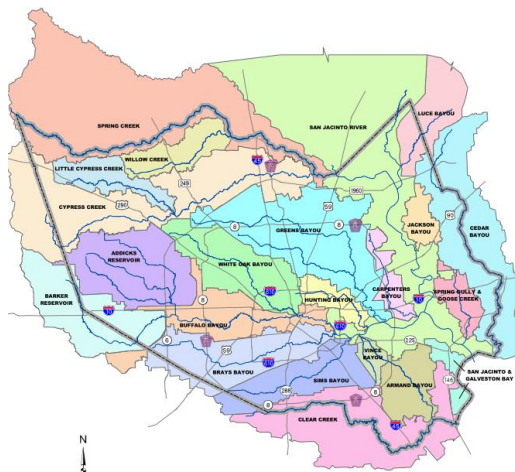 LUCE BAYOU
SPRING CREEK
SAN JACINTO RIVER
WILLOW CREEK
45
LITTLE CYPRESS CREEK
249
1960
290
CYPRESS CREEK
59
90
8
8
GREENS BAYOU
JACKSON
BAYOU
CEDAR
BAYOU
ADDICKS
RESERVOIR
WHITE OAK BAYOU
BARKER
RESERVOIR
610
HUNTING BAYOU
CARPENTERS
BAYOU
SPRING GULLY &
GOOSE CREEK
10
10
8
BUFFALO BAYOU
610
6
59
VINCE
BAYOU
225
BRAYS BAYOU
610
SAN JACINTO &
GALVESTON BAY
SIMS BAYOU
ARMAND BAYOU
146
288
8
8
CLEAR CREEK
45
N